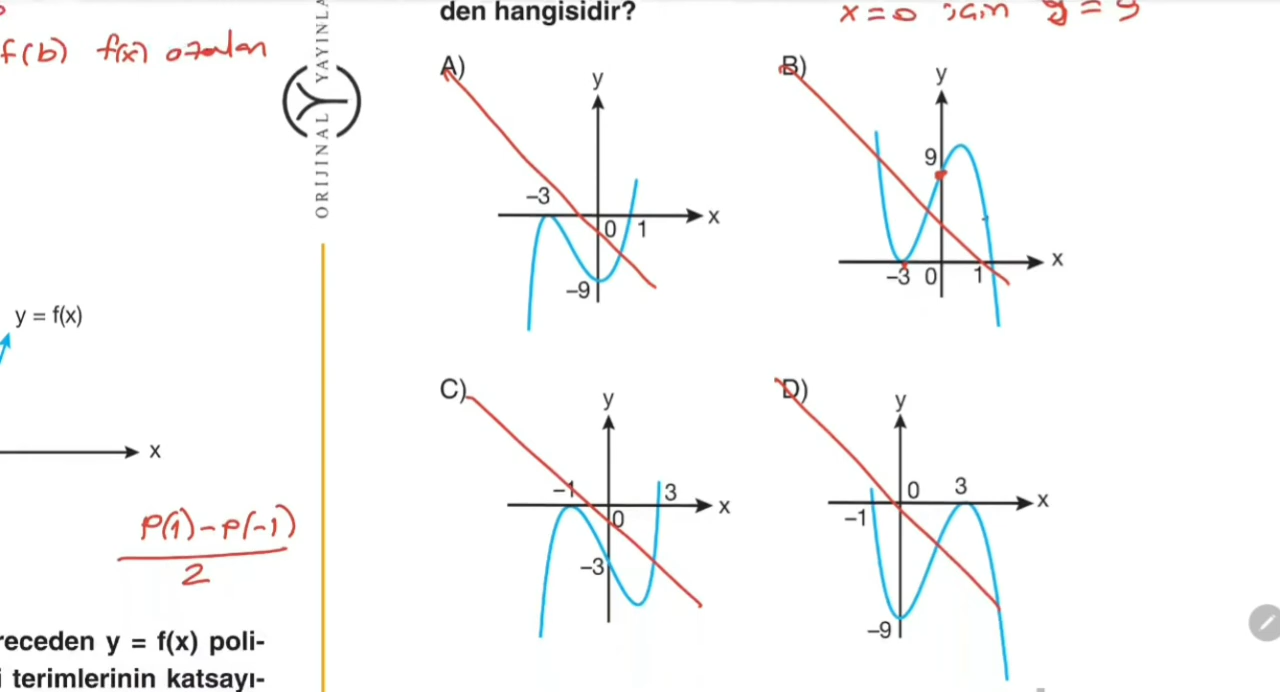 den hangisidir?
x=0 için y=9
f(b) f(x) azalan
ORİJİNAL YAYINLA
A)
y
-3
0
1
x
-9
B)
y
9
-3
0
1
x
y = f(x)
x
C)
y
-1
0
3
x
-3
D)
y
0
3
x
-1
-9
P(1)-P(-1)
2
receden y = f(x) poli-
i terimlerinin katsayı-